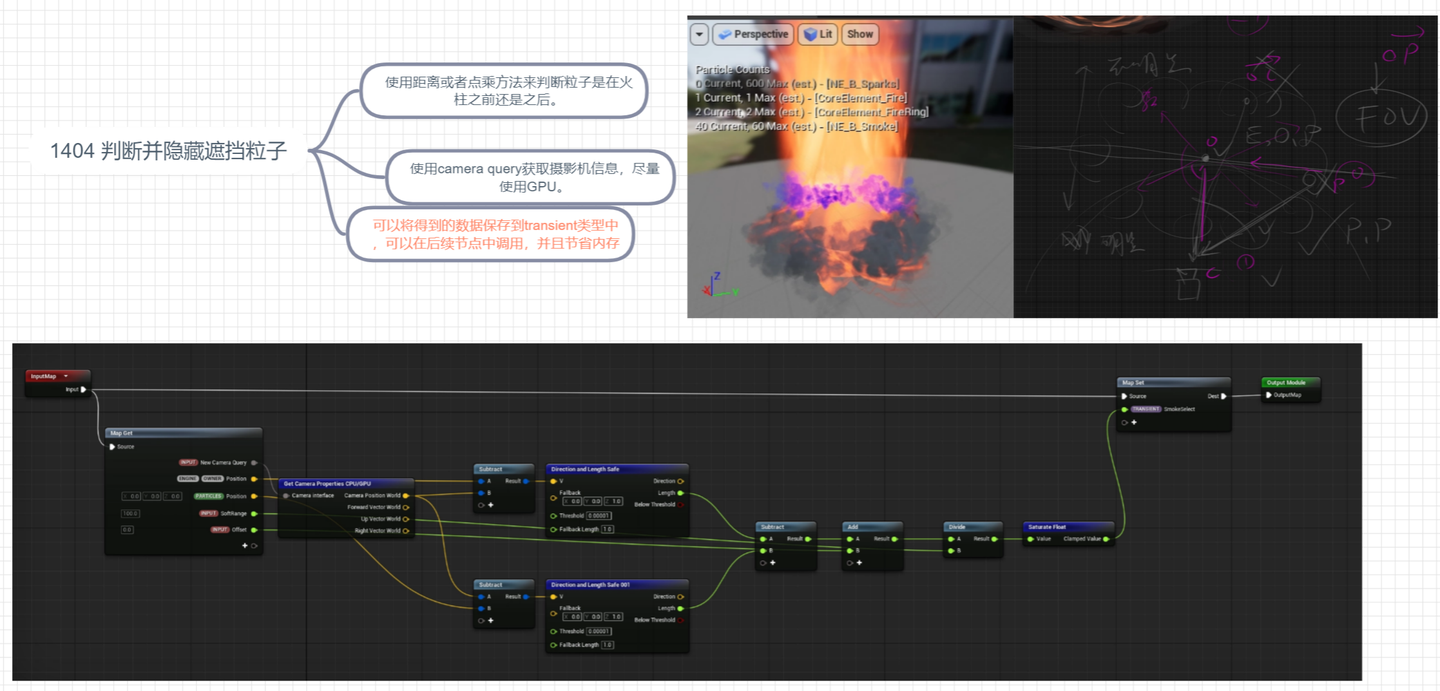 1404 判断并隐藏遮挡粒子
使用距离或者点乘方法来判断粒子是在火
柱之前还是之后。
使用camera query获取摄影机信息，尽量
使用GPU。
可以将得到的数据保存到transient类型中
，可以在后续节点中调用，并且节省内存
Perspective
Lit
Show
Particle Counts
0 Current, 600 Max (est.) - [NE_B_Sparks]
1 Current, 1 Max (est.) - [CoreElement_Fire]
2 Current, 2 Max (est.) - [CoreElement_FireRing]
40 Current, 60 Max (est.) - [NE_B_Smoke]
Z
X
Y
OP
FOV
E,O,P
O
P
P,P
C
①
InputMap
Input
Map Get
Source
INPUT New Camera Query
ENGINE OWNER Position
X 0.0 Y 0.0 Z 0.0 PARTICLES Position
100.0 INPUT SoftRange
0.0 INPUT Offset
Get Camera Properties CPU/GPU
Camera Interface Camera Position World
Forward Vector World
Up Vector World
Right Vector World
Subtract
A Result
B
Direction and Length Safe
V Direction
Fallback Length
X 0.0 Y 0.0 Z 1.0 Below Threshold
Threshold 0.00001
Fallback Length 1.0
Subtract
A Result
B
Direction and Length Safe 001
V Direction
Fallback Length
X 0.0 Y 0.0 Z 1.0 Below Threshold
Threshold 0.00001
Fallback Length 1.0
Subtract
A Result
B
Add
A Result
B
Divide
A Result
B
Saturate Float
Value Clamped Value
Map Set
Source Dest
TRANSIENT SmokeSelect
Output Module
OutputMap